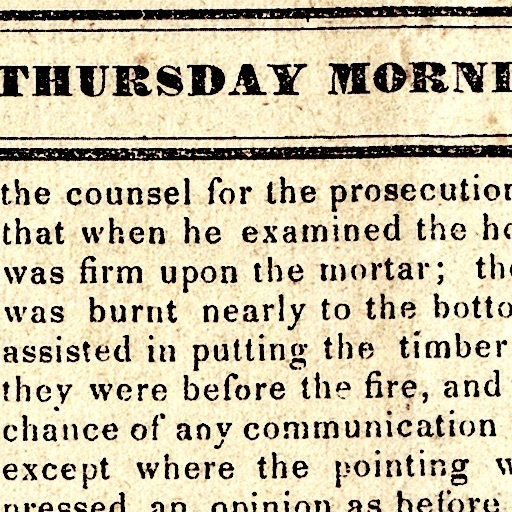 THURSDAY MORNI
the counsel for the prosecution
that when he examined the ho
was firm upon the mortar; the
was burnt nearly to the botto
assisted in putting the timber
they were before the fire, and
chance of any communication
except where the pointing w
pressed an opinion as before